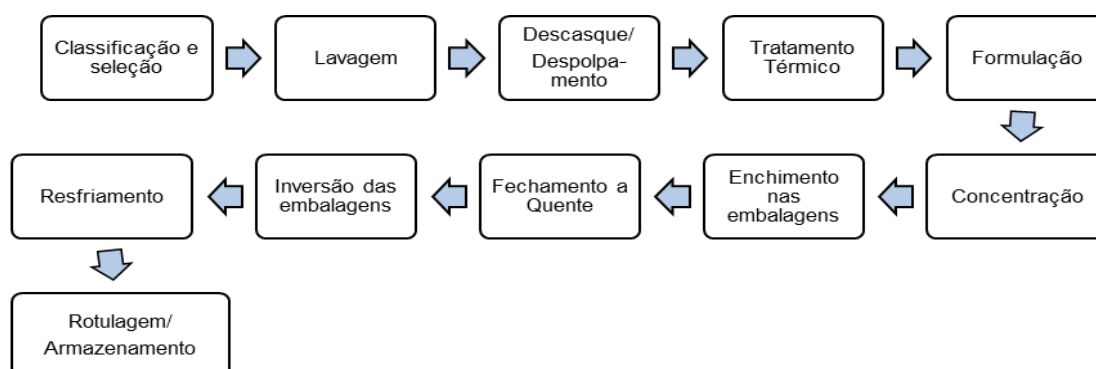 Classificação e
seleção
Lavagem
Descasque/
Despolpa-
mento
Tratamento
Térmico
Formulação
Resfriamento
Inversão das
embalagens
Fechamento a
Quente
Enchimento
nas
embalagens
Concentração
Rotulagem/
Armazenamento